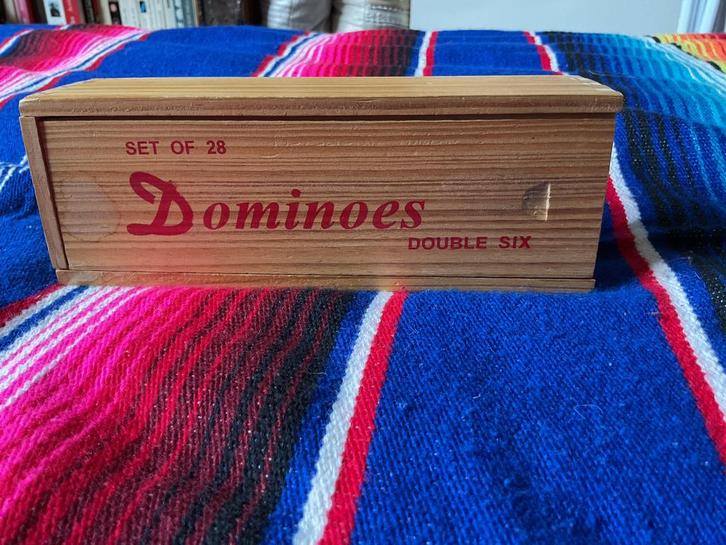 SET OF 28
Dominoes
DOUBLE SIX